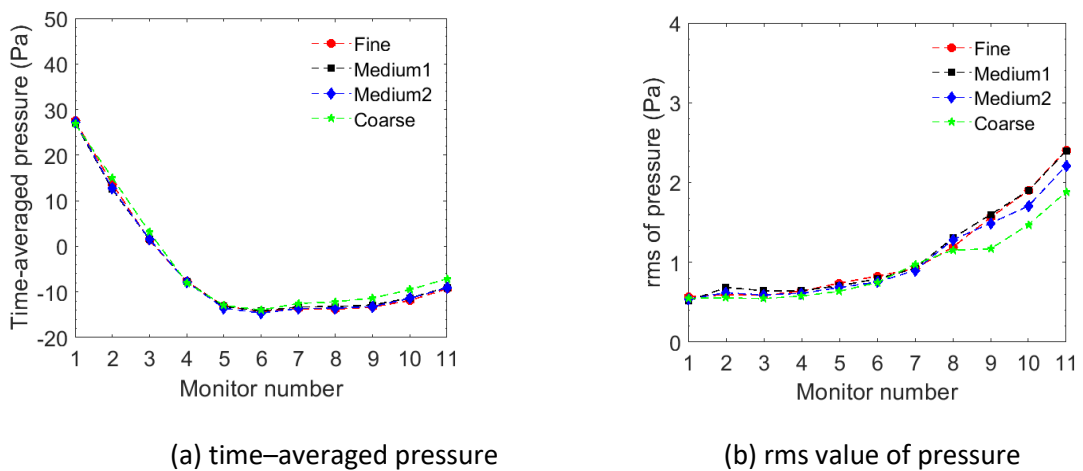 50
40
30
20
10
0
-10
-20
Time-averaged pressure (Pa)
Fine
Medium1
Medium2
Coarse
1 2 3 4 5 6 7 8 9 10 11
Monitor number
(a) time–averaged pressure
4
3
2
1
0
rms of pressure (Pa)
Fine
Medium1
Medium2
Coarse
1 2 3 4 5 6 7 8 9 10 11
Monitor number
(b) rms value of pressure